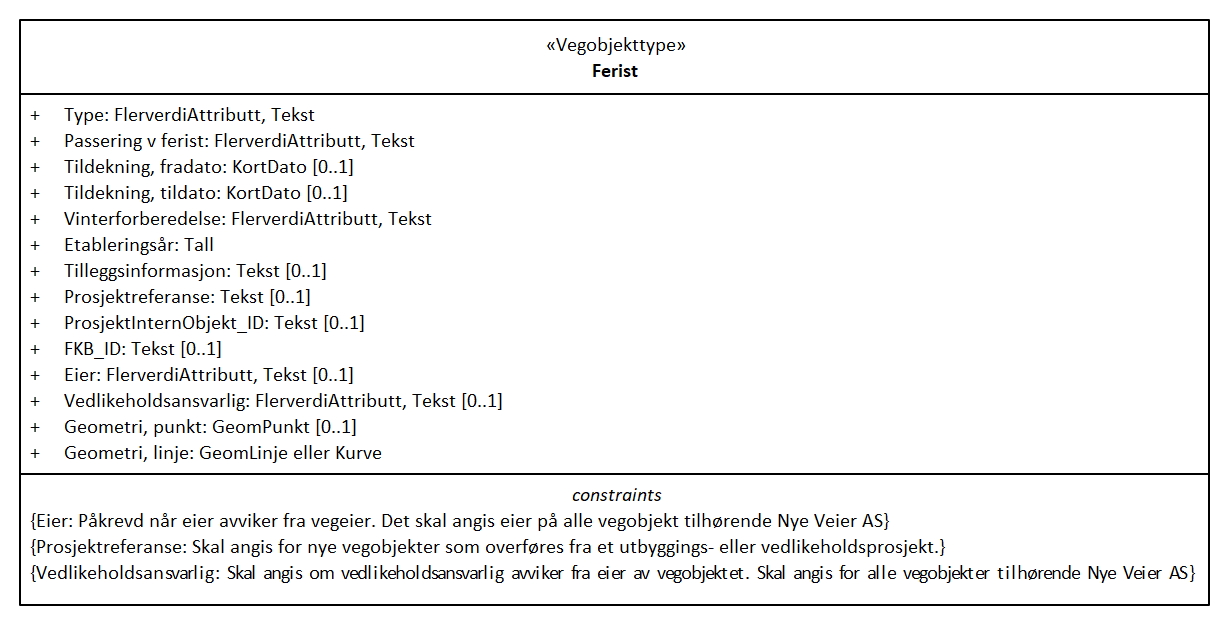 «Vegobjekttype»
Ferist
+ Type: FlerverdiAttributt, Tekst
+ Passering v ferist: FlerverdiAttributt, Tekst
+ Tildekning, fradato: KortDato [0..1]
+ Tildekning, tildato: KortDato [0..1]
+ Vinterforberedelse: FlerverdiAttributt, Tekst
+ Etableringsår: Tall
+ Tilleggsinformasjon: Tekst [0..1]
+ Prosjektreferanse: Tekst [0..1]
+ ProsjektInternObjekt_ID: Tekst [0..1]
+ FKB_ID: Tekst [0..1]
+ Eier: FlerverdiAttributt, Tekst [0..1]
+ Vedlikeholdsansvarlig: FlerverdiAttributt, Tekst [0..1]
+ Geometri, punkt: GeomPunkt [0..1]
+ Geometri, linje: GeomLinje eller Kurve
constraints
{Eier: Påkrevd når eier avviker fra vegeier. Det skal angis eier på alle vegobjekt tilhørende Nye Veier AS}
{Prosjektreferanse: Skal angis for nye vegobjekter som overføres fra et utbyggings- eller vedlikeholdsprosjekt.}
{Vedlikeholdsansvarlig: Skal angis om vedlikeholdsansvarlig avviker fra eier av vegobjektet. Skal angis for alle vegobjekter tilhørende Nye Veier AS}